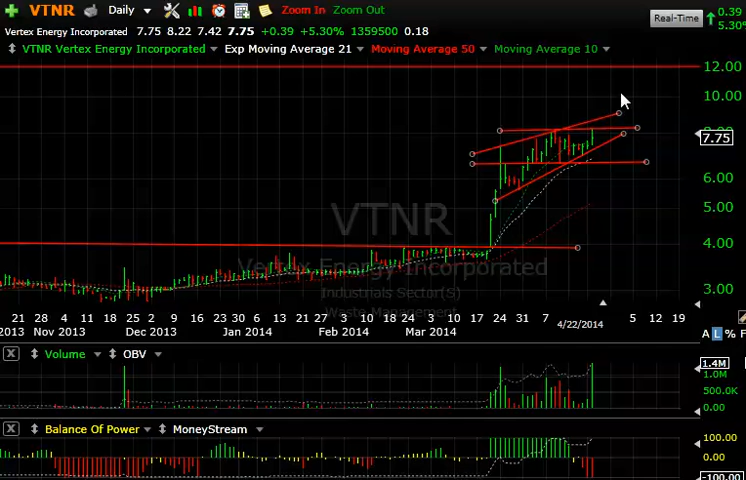 VTNR Daily Zoom In Zoom Out Real-Time 0.39
Vertex Energy Incorporated 7.75 8.22 7.42 7.75 +0.39 +5.30% 1359500 0.18 5.30%
VTNR Vertex Energy Incorporated Exp Moving Average 21 Moving Average 50 Moving Average 10
12.00
10.00
7.75
6.00
VTNR
5.00
4.00
Vertex Energy Incorporated
3.00
Industrials Sector(S)
Waste Management
21 28 4 11 18 25 2 9 16 23 30 6 13 21 27 3 10 18 24 3 10 17 24 31 7 5 12 19
2013 Nov 2013 Dec 2013 Jan 2014 Feb 2014 Mar 2014 4/22/2014
A L % F
X Volume OBV
1.4M
1.0M
500.0K
0.00
X Balance Of Power MoneyStream
100.00
0.00
-100.00